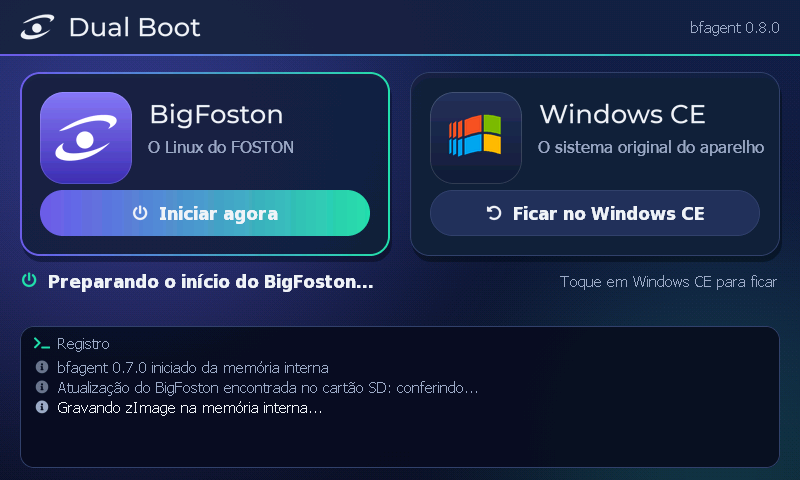 Dual Boot
bfagent 0.8.0
BigFoston
O Linux do FOSTON
Iniciar agora
Windows CE
O sistema original do aparelho
Ficar no Windows CE
Preparando o início do BigFoston...
Toque em Windows CE para ficar
Registro
bfagent 0.7.0 iniciado da memória interna
Atualização do BigFoston encontrada no cartão SD: conferindo...
Gravando zImage na memória interna...